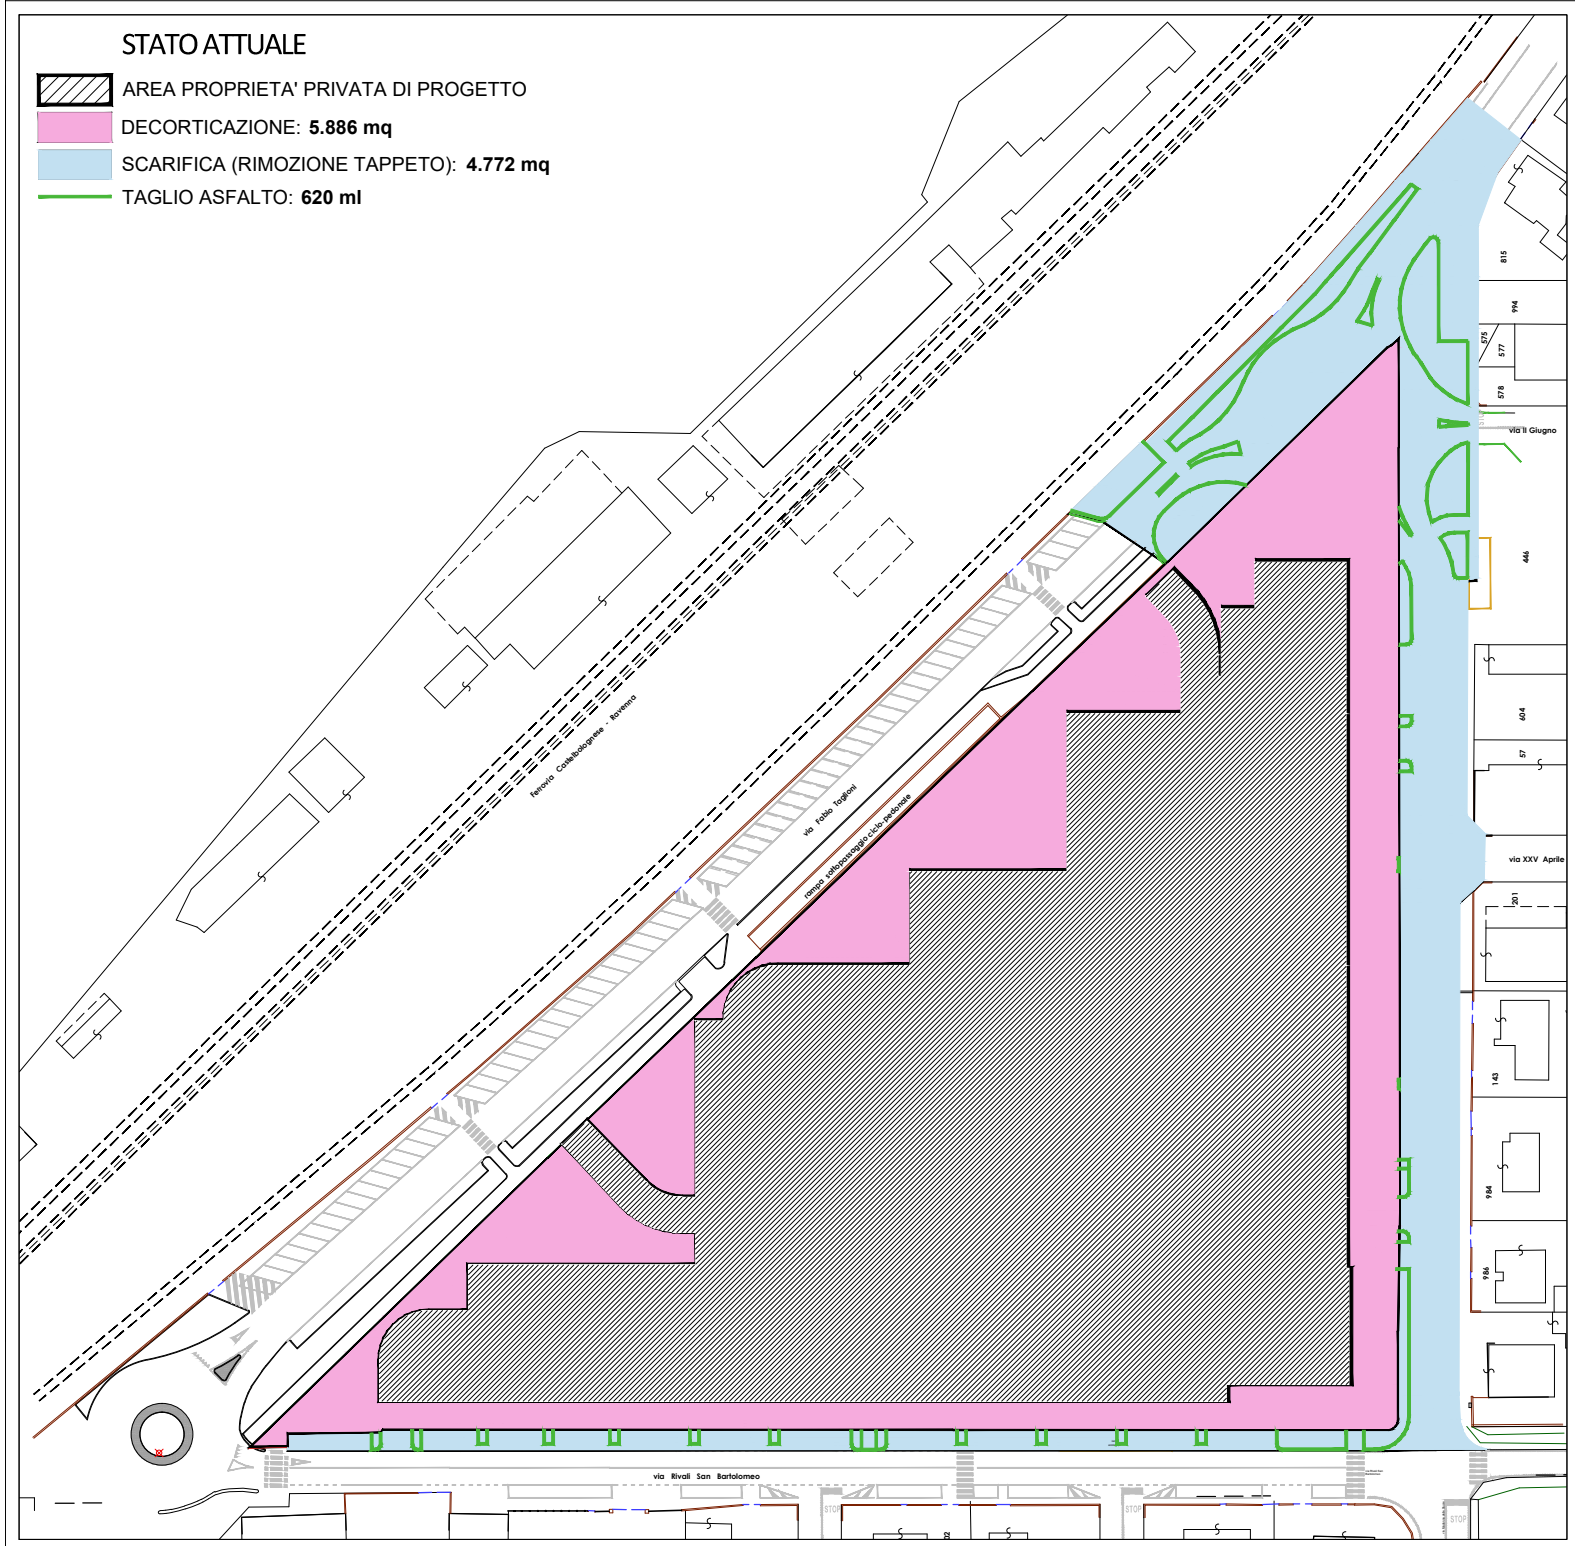 STATO ATTUALE
AREA PROPRIETA' PRIVATA DI PROGETTO
DECORTICAZIONE: 5.886 mq
SCARIFICA (RIMOZIONE TAPPETO): 4.772 mq
TAGLIO ASFALTO: 620 ml
815
994
575
577
578
via II Giugno
446
604
57
via XXV Aprile
201
143
984
986
Ferrovia Castelbolognese - Ravenna
via Fabio Taglioni
rampa sottopassaggio ciclo-pedonale
via Rivali San Bartolomeo
STOP
STOP
STOP